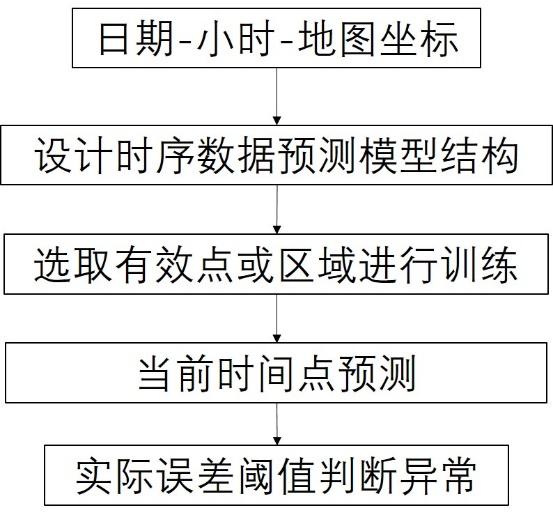 日期-小时-地图坐标
设计时序数据预测模型结构
选取有效点或区域进行训练
当前时间点预测
实际误差阈值判断异常